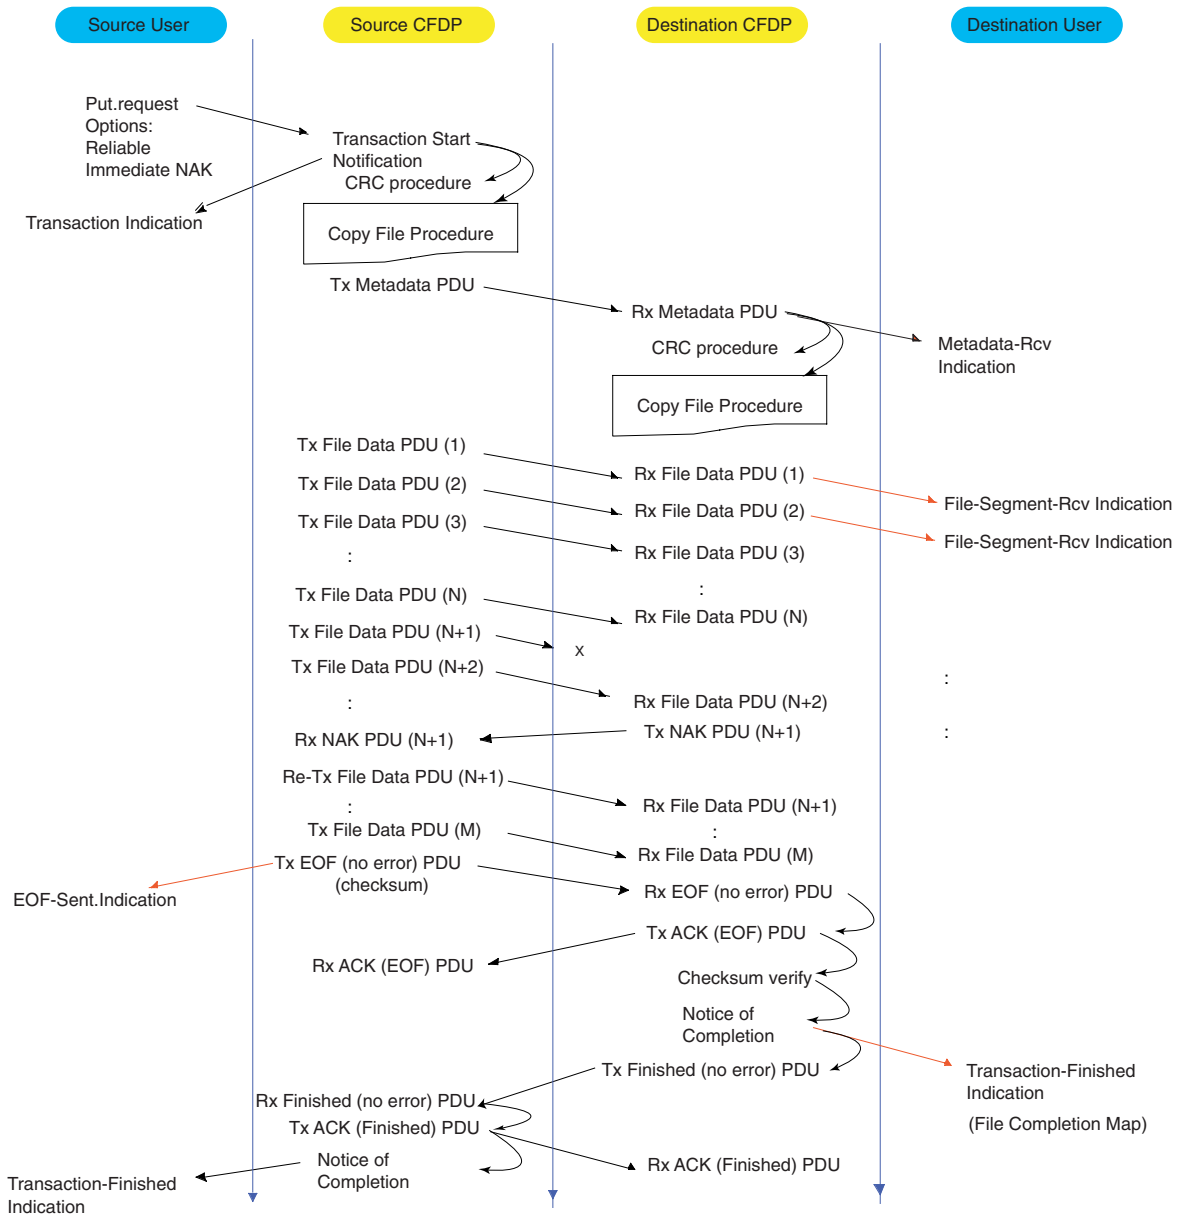 Source User
Source CFDP
Destination CFDP
Destination User
Put.request
Options:
Reliable
Immediate NAK
Transaction Start
Notification
CRC procedure
Transaction Indication
Copy File Procedure
Tx Metadata PDU
Rx Metadata PDU
CRC procedure
Metadata-Rcv
Indication
Copy File Procedure
Tx File Data PDU (1)
Rx File Data PDU (1)
Tx File Data PDU (2)
File-Segment-Rcv Indication
Rx File Data PDU (2)
Tx File Data PDU (3)
File-Segment-Rcv Indication
Rx File Data PDU (3)
:
:
Tx File Data PDU (N)
Rx File Data PDU (N)
Tx File Data PDU (N+1)
x
Tx File Data PDU (N+2)
:
:
Rx File Data PDU (N+2)
Tx NAK PDU (N+1)
:
Rx NAK PDU (N+1)
Re-Tx File Data PDU (N+1)
:
Rx File Data PDU (N+1)
:
Tx File Data PDU (M)
Rx File Data PDU (M)
Tx EOF (no error) PDU
(checksum)
EOF-Sent.Indication
Rx EOF (no error) PDU
Tx ACK (EOF) PDU
Rx ACK (EOF) PDU
Checksum verify
Notice of
Completion
Tx Finished (no error) PDU
Transaction-Finished
Indication
(File Completion Map)
Rx Finished (no error) PDU
Tx ACK (Finished) PDU
Notice of
Completion
Rx ACK (Finished) PDU
Transaction-Finished
Indication